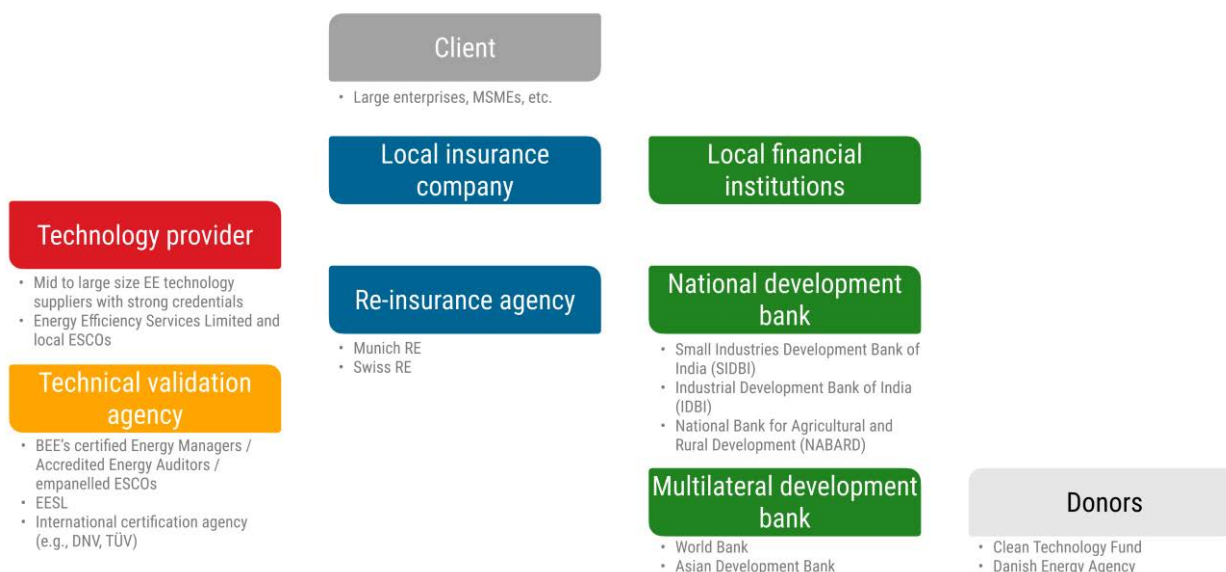 Client
• Large enterprises, MSMEs, etc.
Local insurance
company
Local financial
institutions
Technology provider
• Mid to large size EE technology
suppliers with strong credentials
• Energy Efficiency Services Limited and
local ESCOs
Re-insurance agency
• Munich RE
• Swiss RE
National development
bank
• Small Industries Development Bank of
India (SIDBI)
• Industrial Development Bank of India
(IDBI)
• National Bank for Agricultural and
Rural Development (NABARD)
Technical validation
agency
• BEE's certified Energy Managers /
Accredited Energy Auditors /
empanelled ESCOs
• EESL
• International certification agency
(e.g., DNV, TÜV)
Multilateral development
bank
• World Bank
• Asian Development Bank
Donors
• Clean Technology Fund
• Danish Energy Agency